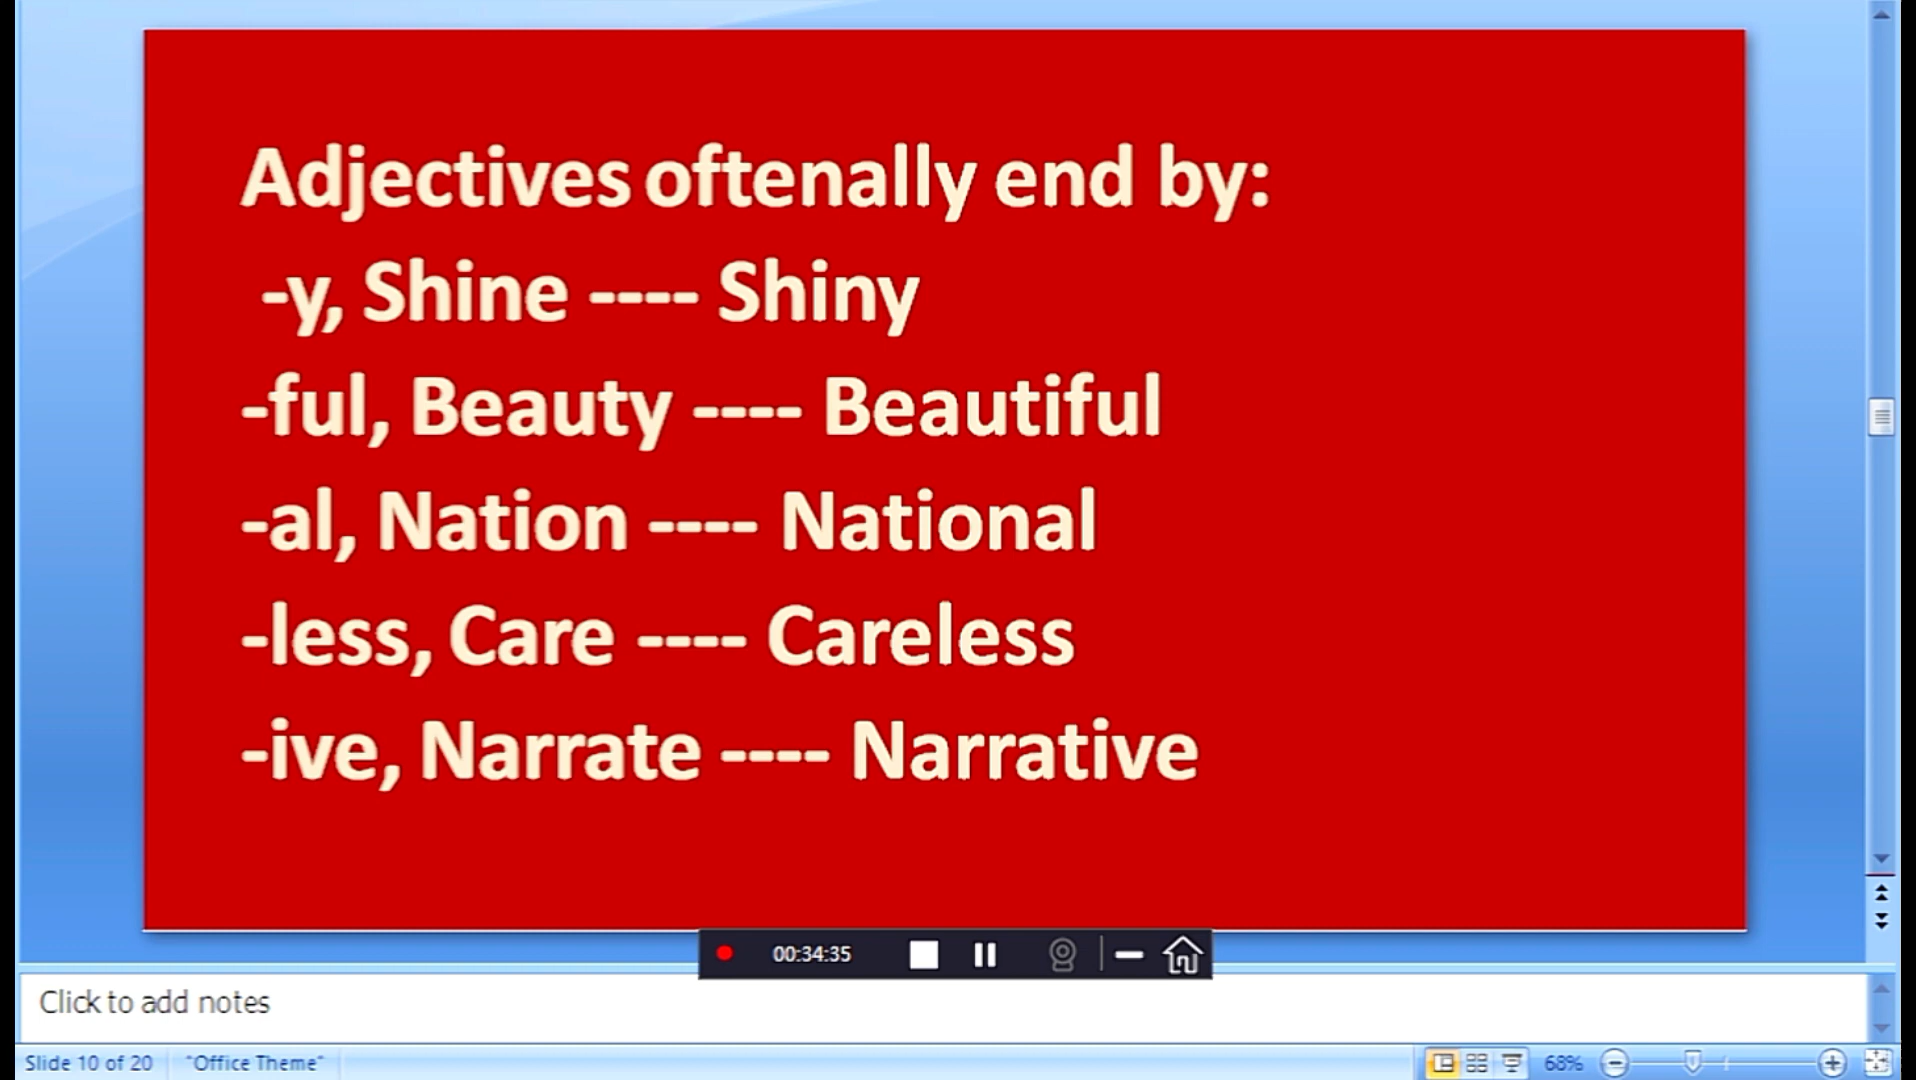 Adjectives oftenally end by:
-y, Shine ---- Shiny
-ful, Beauty ---- Beautiful
-al, Nation ---- National
-less, Care ---- Careless
-ive, Narrate ---- Narrative
00:34:35
Click to add notes
Slide 10 of 20 "Office Theme" 68%